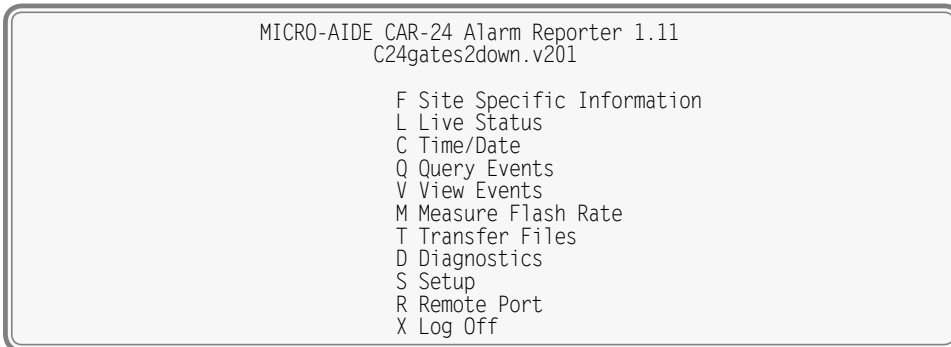 MICRO-AIDE CAR-24 Alarm Reporter 1.11
C24gates2down.v201
F Site Specific Information
L Live Status
C Time/Date
Q Query Events
V View Events
M Measure Flash Rate
T Transfer Files
D Diagnostics
S Setup
R Remote Port
X Log Off